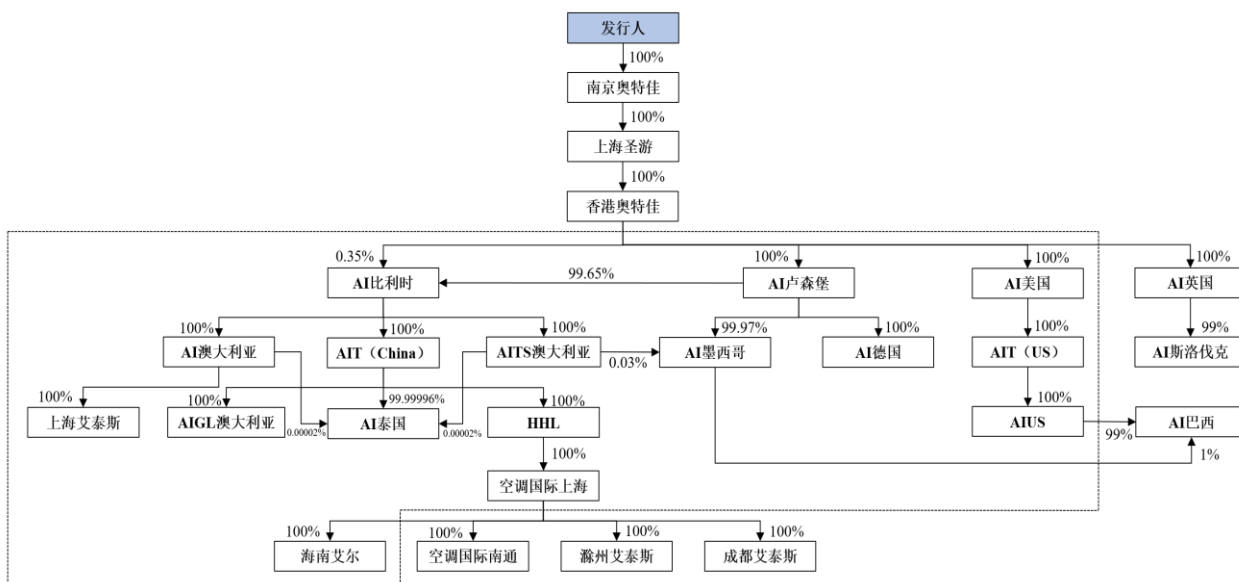 发行人
100%
南京奥特佳
100%
上海圣游
100%
香港奥特佳
0.35%
100%
100%
100%
AI比利时
99.65%
AI卢森堡
AI美国
AI英国
100%
100%
100%
99.97%
100%
100%
99%
AI澳大利亚
AIT（China）
AITS澳大利亚
0.03%
AI墨西哥
AI德国
AIT（US）
AI斯洛伐克
100%
100%
99.99996%
100%
100%
上海艾泰斯
AIGL澳大利亚
0.00002%
AI泰国
0.00002%
HHL
AIUS
99%
AI巴西
100%
1%
空调国际上海
100%
100%
100%
100%
海南艾尔
空调国际南通
滁州艾泰斯
成都艾泰斯